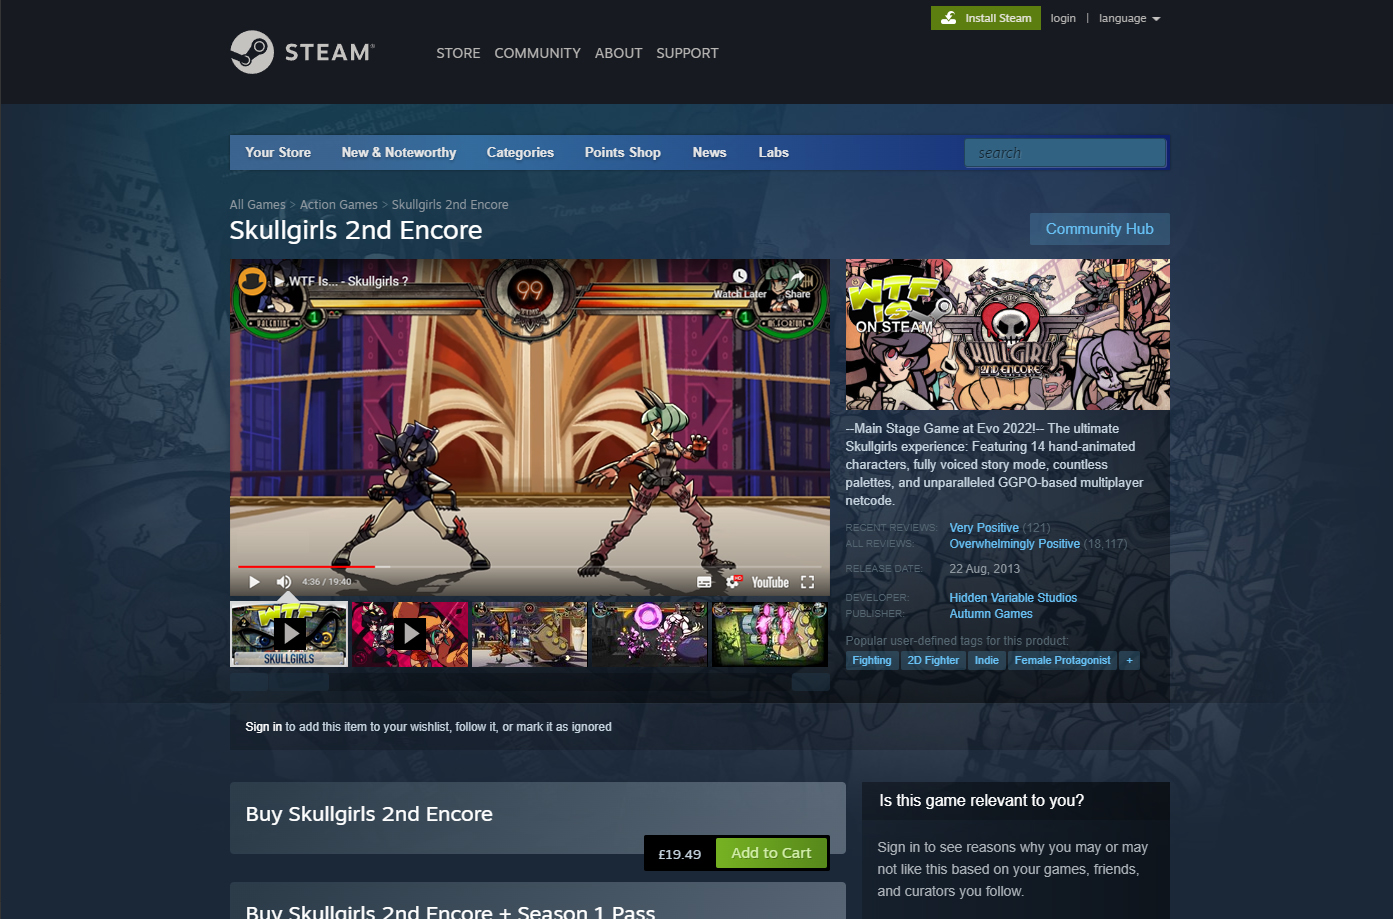 Install Steam
login | language
STEAM®
STORE COMMUNITY ABOUT SUPPORT
Your Store New & Noteworthy Categories Points Shop News Labs
search
All Games > Action Games > Skullgirls 2nd Encore
Skullgirls 2nd Encore
Community Hub
WTF Is... - Skullgirls ?
Watch Later Share
99
VALENTINE 1
1 MS. FORTUNE
4:36 / 19:40
HD
YouTube
WTF
SKULLGIRLS
WTF
IS
ON STEAM
SKULLGIRLS
2ND ENCORE
--Main Stage Game at Evo 2022!-- The ultimate
Skullgirls experience: Featuring 14 hand-animated
characters, fully voiced story mode, countless
palettes, and unparalleled GGPO-based multiplayer
netcode.
RECENT REVIEWS: Very Positive (121)
ALL REVIEWS: Overwhelmingly Positive (18,117)
RELEASE DATE: 22 Aug, 2013
DEVELOPER: Hidden Variable Studios
PUBLISHER: Autumn Games
Popular user-defined tags for this product:
Fighting 2D Fighter Indie Female Protagonist +
Sign in to add this item to your wishlist, follow it, or mark it as ignored
Buy Skullgirls 2nd Encore
£19.49 Add to Cart
Buy Skullgirls 2nd Encore + Season 1 Pass
Is this game relevant to you?
Sign in to see reasons why you may or may
not like this based on your games, friends,
and curators you follow.